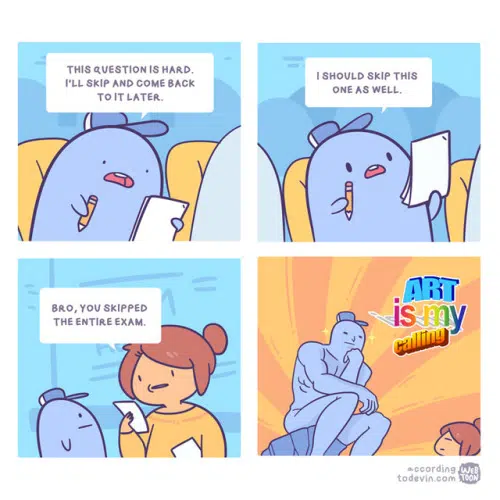 THIS QUESTION IS HARD.
I'LL SKIP AND COME BACK
TO IT LATER.
I SHOULD SKIP THIS
ONE AS WELL.
BRO, YOU SKIPPED
THE ENTIRE EXAM.
ART
is my
calling
according
todevin.com
WEB
TOON